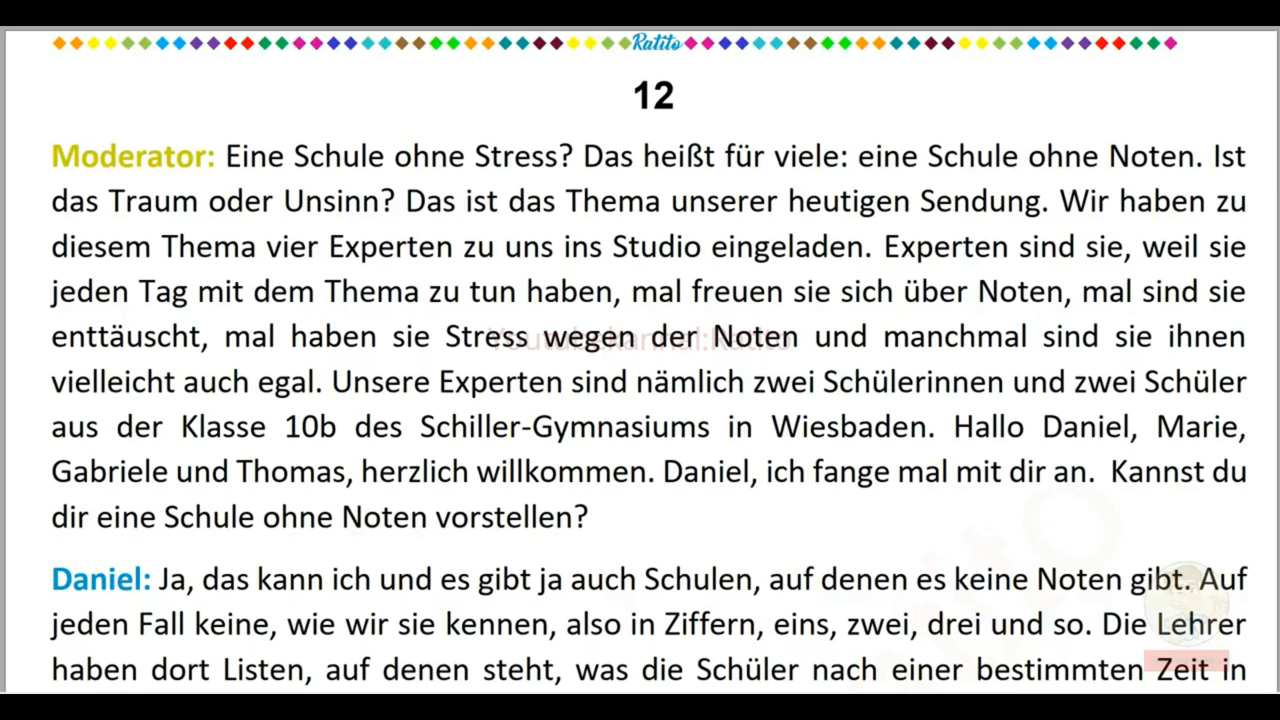 Ratito
12
Moderator: Eine Schule ohne Stress? Das heißt für viele: eine Schule ohne Noten. Ist
das Traum oder Unsinn? Das ist das Thema unserer heutigen Sendung. Wir haben zu
diesem Thema vier Experten zu uns ins Studio eingeladen. Experten sind sie, weil sie
jeden Tag mit dem Thema zu tun haben, mal freuen sie sich über Noten, mal sind sie
enttäuscht, mal haben sie Stress wegen der Noten und manchmal sind sie ihnen
Youtubekannel:Ratito
vielleicht auch egal. Unsere Experten sind nämlich zwei Schülerinnen und zwei Schüler
aus der Klasse 10b des Schiller-Gymnasiums in Wiesbaden. Hallo Daniel, Marie,
Gabriele und Thomas, herzlich willkommen. Daniel, ich fange mal mit dir an. Kannst du
dir eine Schule ohne Noten vorstellen?
Daniel: Ja, das kann ich und es gibt ja auch Schulen, auf denen es keine Noten gibt. Auf
jeden Fall keine, wie wir sie kennen, also in Ziffern, eins, zwei, drei und so. Die Lehrer
haben dort Listen, auf denen steht, was die Schüler nach einer bestimmten Zeit in